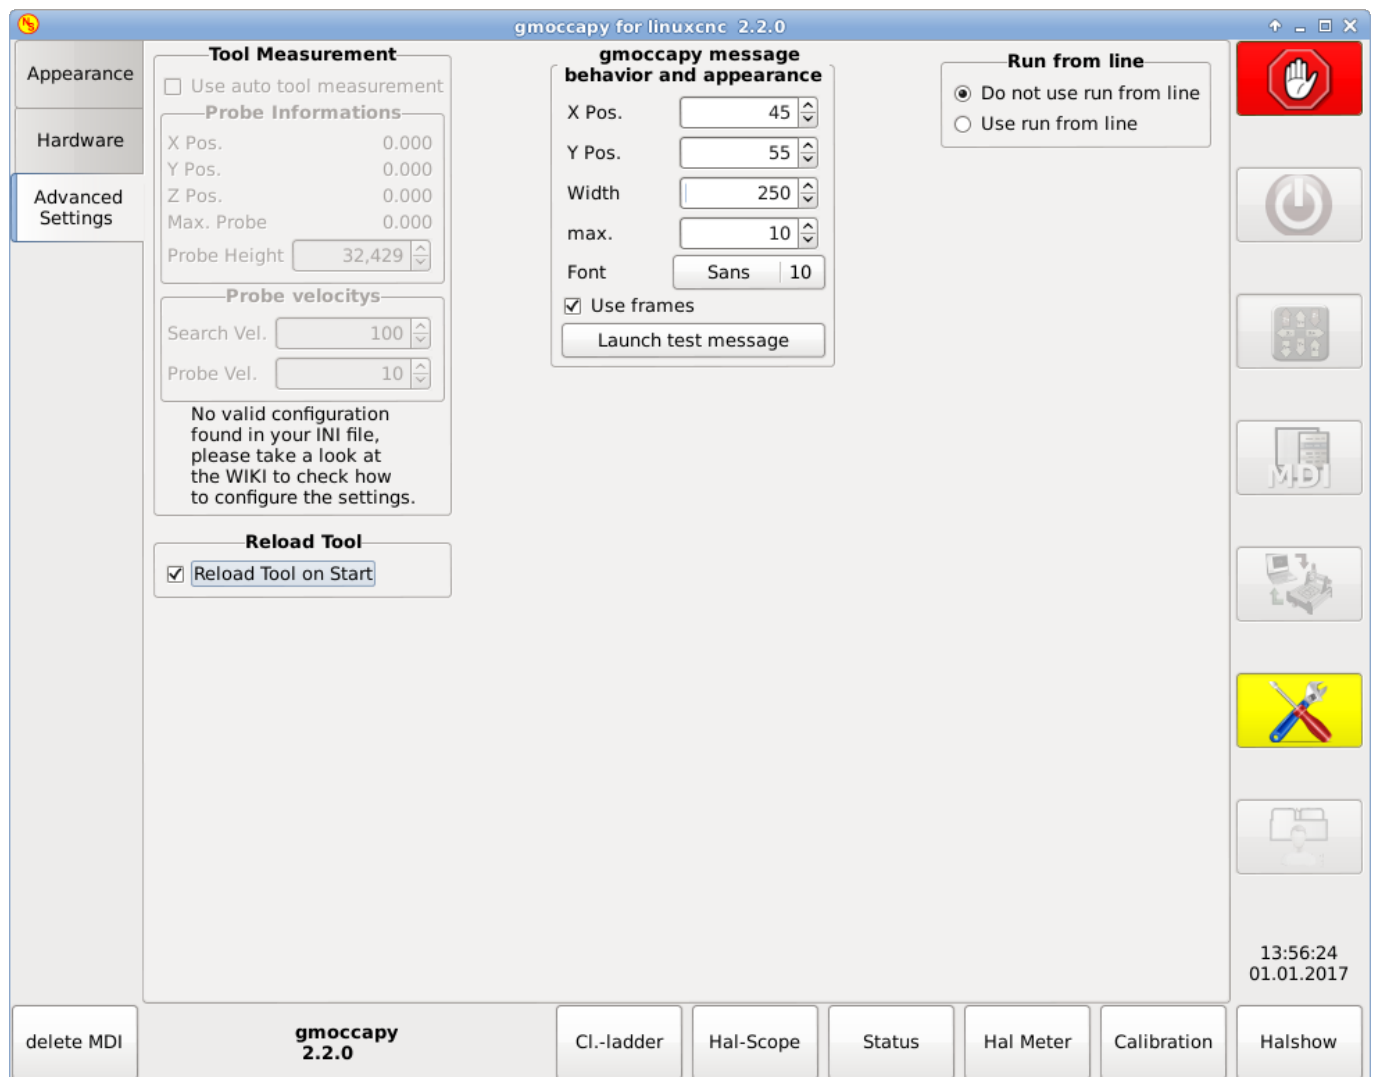 gmoccapy for linuxcnc 2.2.0
Appearance
Hardware
Advanced
Settings
Tool Measurement
Use auto tool measurement
Probe Informations
X Pos. 0.000
Y Pos. 0.000
Z Pos. 0.000
Max. Probe 0.000
Probe Height 32,429
Probe velocitys
Search Vel. 100
Probe Vel. 10
No valid configuration
found in your INI file,
please take a look at
the WIKI to check how
to configure the settings.
Reload Tool
Reload Tool on Start
gmoccapy message
behavior and appearance
X Pos. 45
Y Pos. 55
Width 250
max. 10
Font Sans 10
Use frames
Launch test message
Run from line
Do not use run from line
Use run from line
MDI
13:56:24
01.01.2017
delete MDI
gmoccapy
2.2.0
Cl.-ladder
Hal-Scope
Status
Hal Meter
Calibration
Halshow